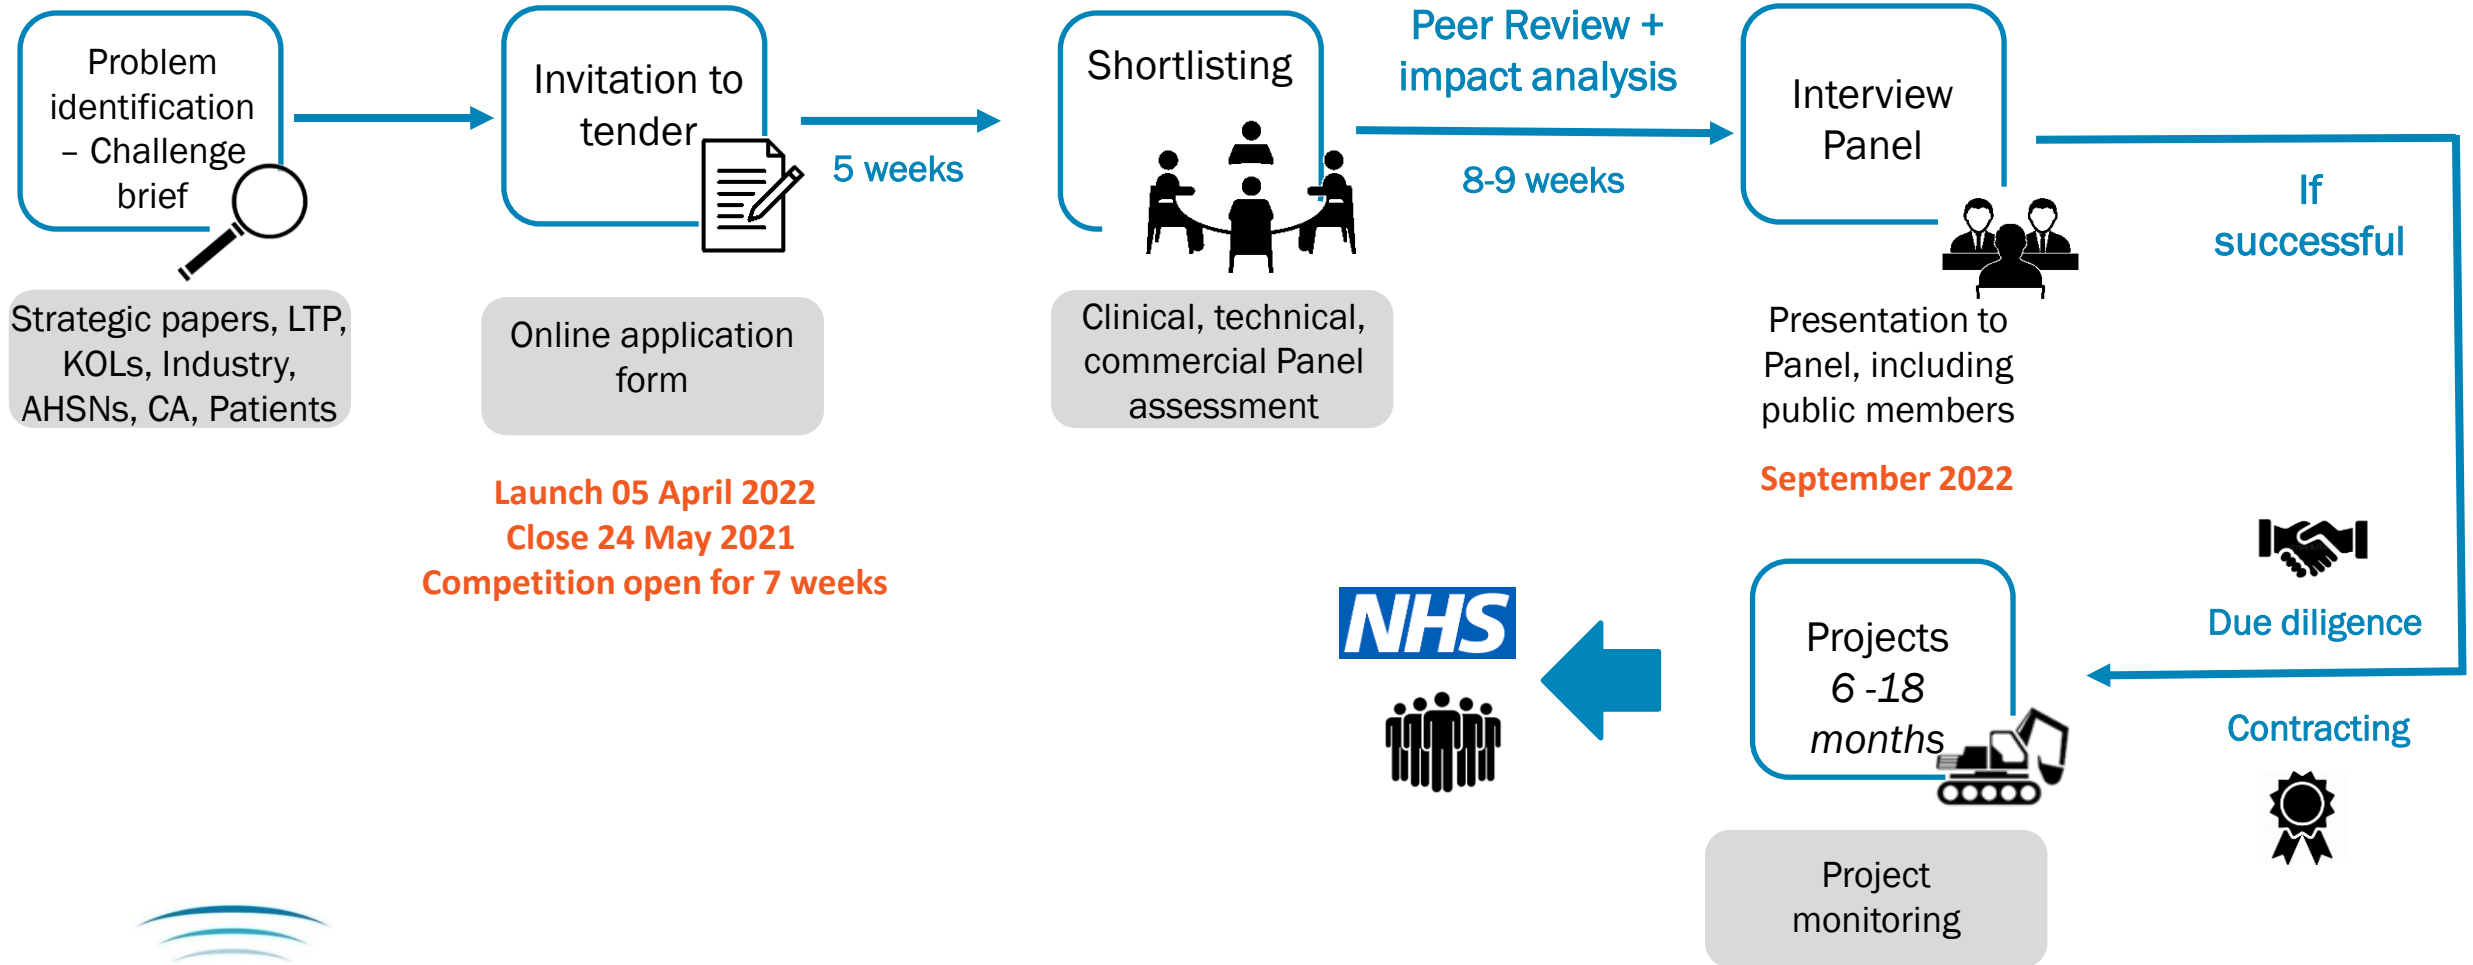 Problem
identification
– Challenge
brief
Strategic papers, LTP,
KOLs, Industry,
AHSNs, CA, Patients
Invitation to
tender
Online application
form
Launch 05 April 2022
Close 24 May 2021
Competition open for 7 weeks
5 weeks
Shortlisting
Clinical, technical,
commercial Panel
assessment
Peer Review +
impact analysis
8-9 weeks
Interview
Panel
Presentation to
Panel, including
public members
September 2022
If
successful
Due diligence
Contracting
Projects
6 -18
months
Project
monitoring
NHS